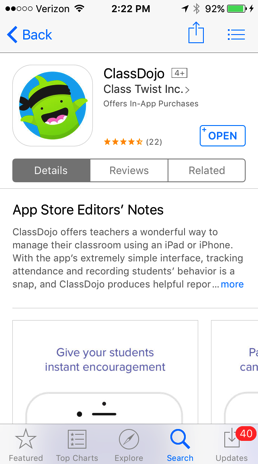 Verizon 2:22 PM 92%
Back
ClassDojo 4+
Class Twist Inc.
Offers In-App Purchases
(22)
+ OPEN
Details Reviews Related
App Store Editors' Notes
ClassDojo offers teachers a wonderful way to
manage their classroom using an iPad or iPhone.
With the app's extremely simple interface, tracking
attendance and recording students' behavior is a
snap, and ClassDojo produces helpful repor... more
Give your students
instant encouragement
Pa
can
Featured Top Charts Explore Search Updates
40